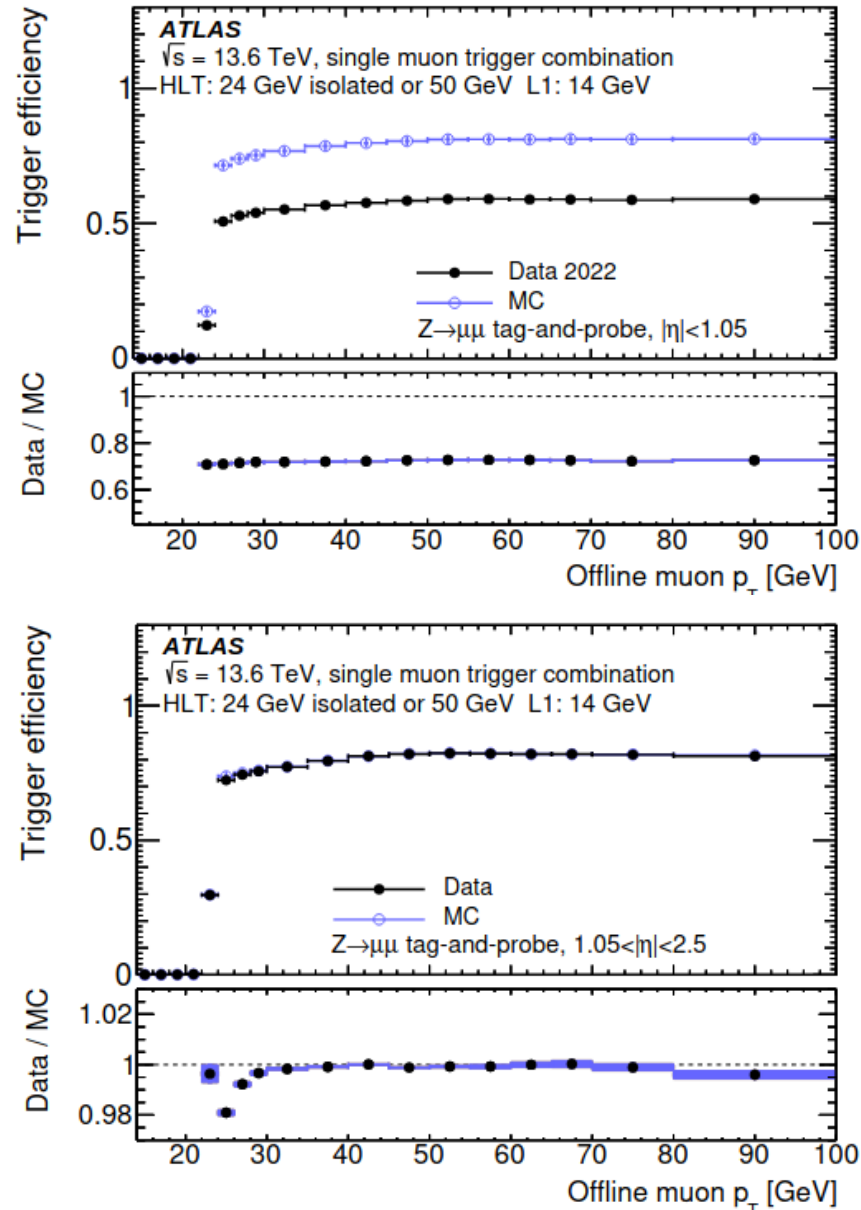 ATLAS
√s = 13.6 TeV, single muon trigger combination
HLT: 24 GeV isolated or 50 GeV L1: 14 GeV
Trigger efficiency
1
0.5
0
Data 2022
MC
Z→μμ tag-and-probe, |η|<1.05
Data / MC
1
0.8
0.6
20 30 40 50 60 70 80 90 100
Offline muon p_T [GeV]
ATLAS
√s = 13.6 TeV, single muon trigger combination
HLT: 24 GeV isolated or 50 GeV L1: 14 GeV
Trigger efficiency
1
0.5
0
Data
MC
Z→μμ tag-and-probe, 1.05<|η|<2.5
Data / MC
1.02
1
0.98
20 30 40 50 60 70 80 90 100
Offline muon p_T [GeV]